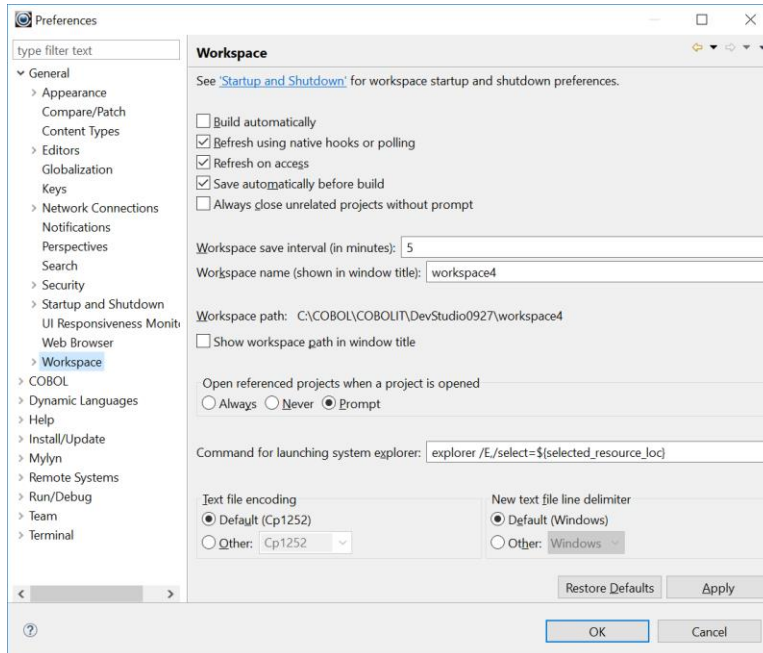 Preferences
type filter text
General
Appearance
Compare/Patch
Content Types
Editors
Globalization
Keys
Network Connections
Notifications
Perspectives
Search
Security
Startup and Shutdown
UI Responsiveness Monit
Web Browser
Workspace
COBOL
Dynamic Languages
Help
Install/Update
Mylyn
Remote Systems
Run/Debug
Team
Terminal
Workspace
See 'Startup and Shutdown' for workspace startup and shutdown preferences.
Build automatically
Refresh using native hooks or polling
Refresh on access
Save automatically before build
Always close unrelated projects without prompt
Workspace save interval (in minutes): 5
Workspace name (shown in window title): workspace4
Workspace path: C:\COBOL\COBOLIT\DevStudio0927\workspace4
Show workspace path in window title
Open referenced projects when a project is opened
Always Never Prompt
Command for launching system explorer: explorer /E,/select=${selected_resource_loc}
Text file encoding
Default (Cp1252)
Other: Cp1252
New text file line delimiter
Default (Windows)
Other: Windows
Restore Defaults Apply
OK Cancel